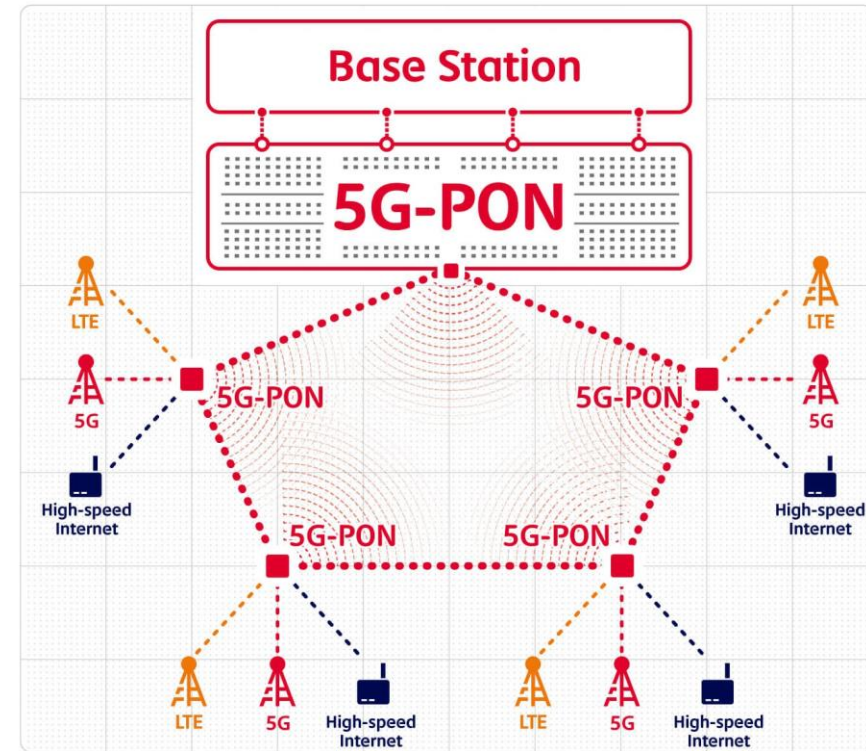 Base Station
5G-PON
LTE
LTE
5G-PON
5G-PON
5G
5G
High-speed
Internet
High-speed
Internet
5G-PON
5G-PON
LTE
5G
High-speed
Internet
LTE
5G
High-speed
Internet